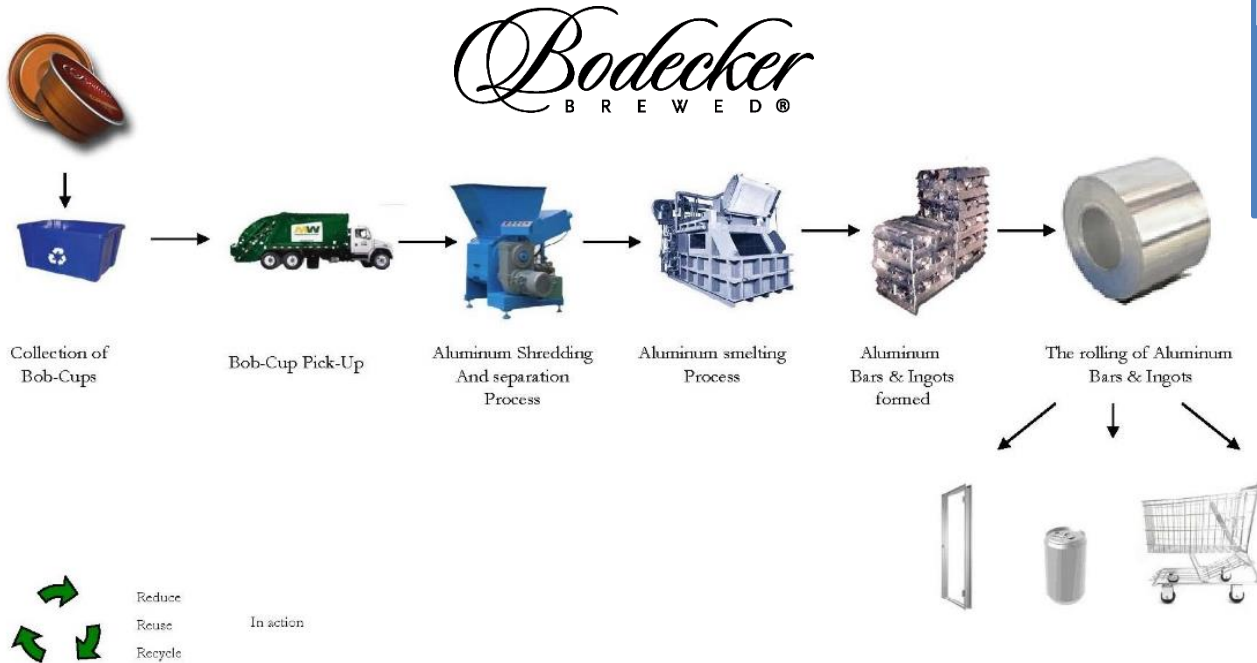 Bodecker
BREWED®
Collection of
Bob-Cups
Bob-Cup Pick-Up
Aluminum Shredding
And separation
Process
Aluminum smelting
Process
Aluminum
Bars & Ingots
formed
The rolling of Aluminum
Bars & Ingots
Reduce
Reuse
In action
Recycle